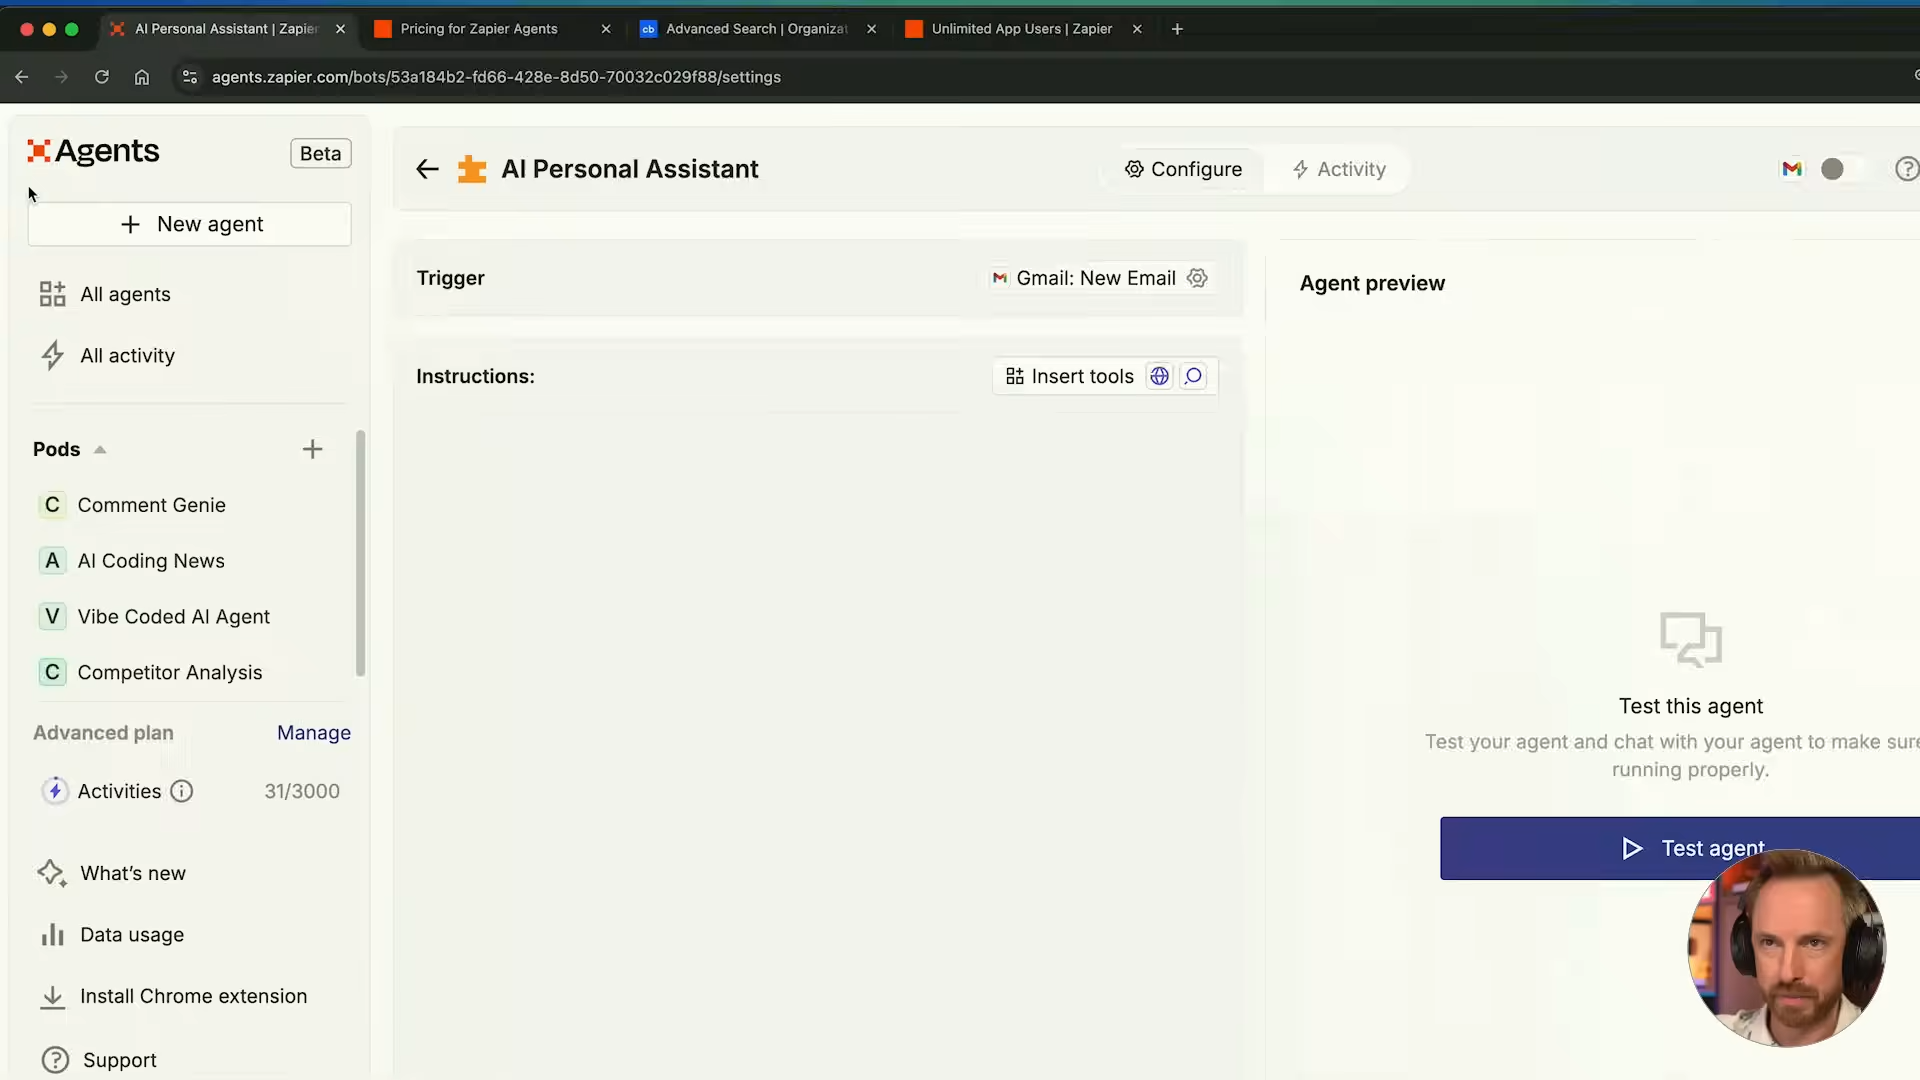 AI Personal Assistant | Zapier
Pricing for Zapier Agents
cb
Advanced Search | Organizat
Unlimited App Users | Zapier
agents.zapier.com/bots/53a184b2-fd66-428e-8d50-70032c029f88/settings
Agents
Beta
+ New agent
All agents
All activity
Pods
C Comment Genie
A AI Coding News
V Vibe Coded AI Agent
C Competitor Analysis
Advanced plan
Manage
Activities
31/3000
What's new
Data usage
Install Chrome extension
Support
AI Personal Assistant
Configure
Activity
Trigger
Gmail: New Email
Instructions:
Insert tools
Agent preview
Test this agent
Test your agent and chat with your agent to make sure
running properly.
Test agent